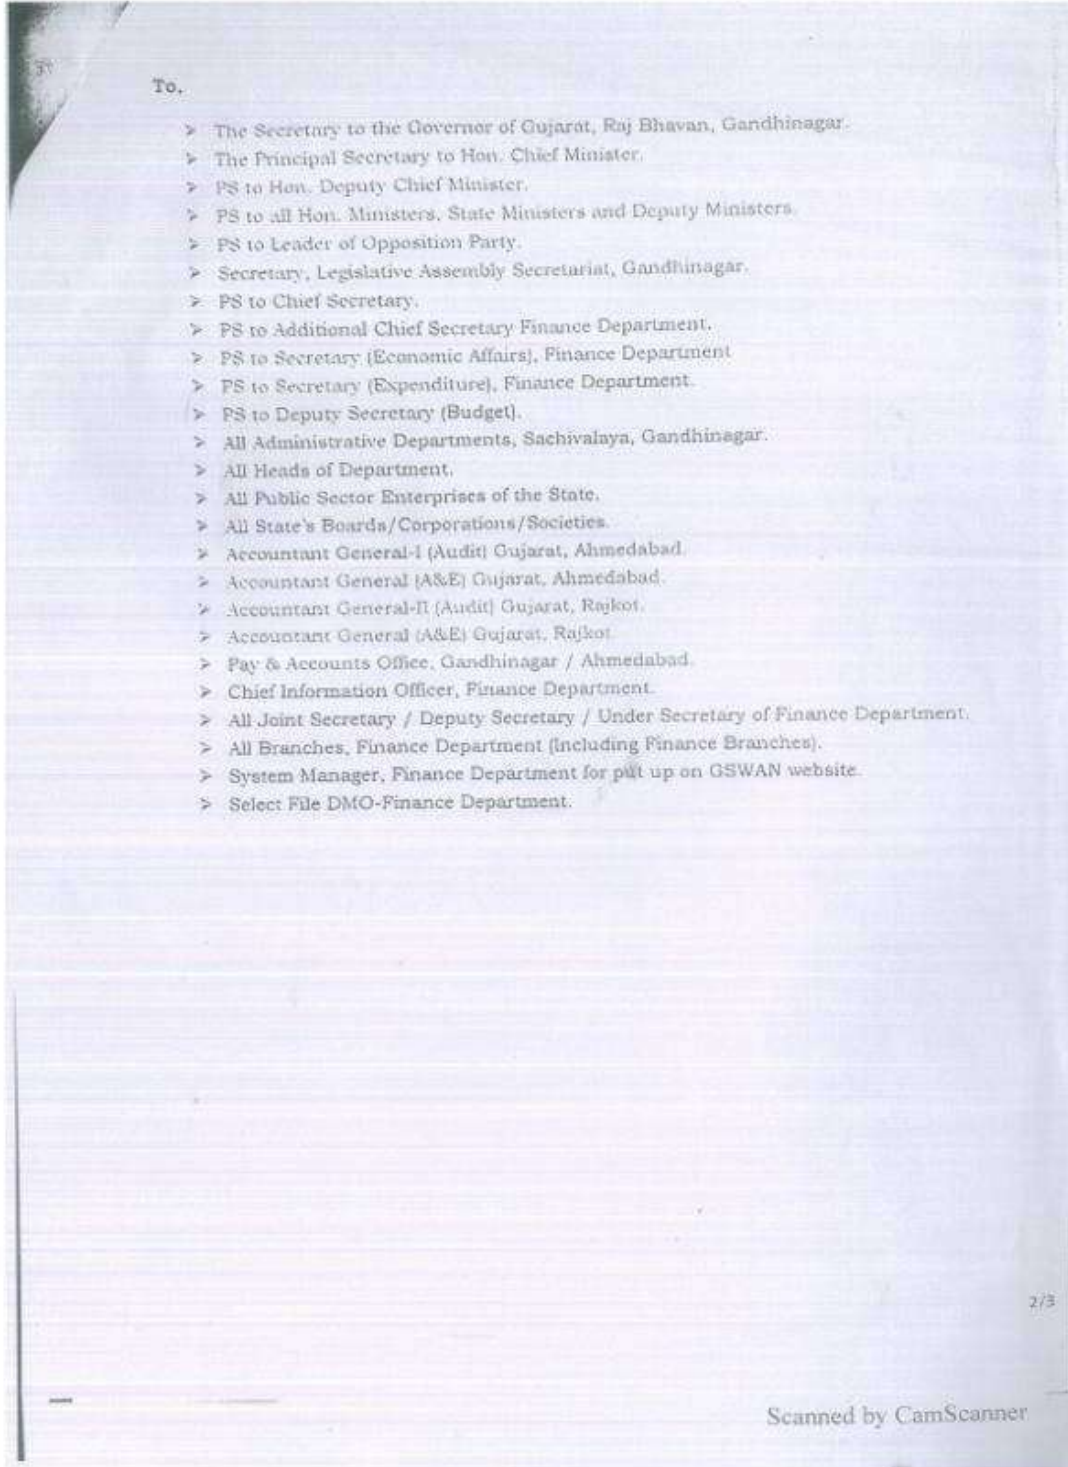 To,
➤ The Secretary to the Governor of Gujarat, Raj Bhavan, Gandhinagar.
➤ The Principal Secretary to Hon. Chief Minister.
➤ PS to Hon. Deputy Chief Minister.
➤ PS to all Hon. Ministers, State Ministers and Deputy Ministers.
➤ PS to Leader of Opposition Party.
➤ Secretary, Legislative Assembly Secretariat, Gandhinagar.
➤ PS to Chief Secretary.
➤ PS to Additional Chief Secretary Finance Department.
➤ PS to Secretary (Economic Affairs), Finance Department
➤ PS to Secretary (Expenditure), Finance Department.
➤ PS to Deputy Secretary (Budget).
➤ All Administrative Departments, Sachivalaya, Gandhinagar.
➤ All Heads of Department.
➤ All Public Sector Enterprises of the State.
➤ All State's Boards/Corporations/Societies.
➤ Accountant General-I (Audit) Gujarat, Ahmedabad.
➤ Accountant General (A&E) Gujarat, Ahmedabad.
➤ Accountant General-II (Audit) Gujarat, Rajkot.
➤ Accountant General (A&E) Gujarat, Rajkot.
➤ Pay & Accounts Office, Gandhinagar / Ahmedabad.
➤ Chief Information Officer, Finance Department.
➤ All Joint Secretary / Deputy Secretary / Under Secretary of Finance Department.
➤ All Branches, Finance Department (Including Finance Branches).
➤ System Manager, Finance Department for put up on GSWAN website.
➤ Select File DMO-Finance Department.
2/3
Scanned by CamScanner